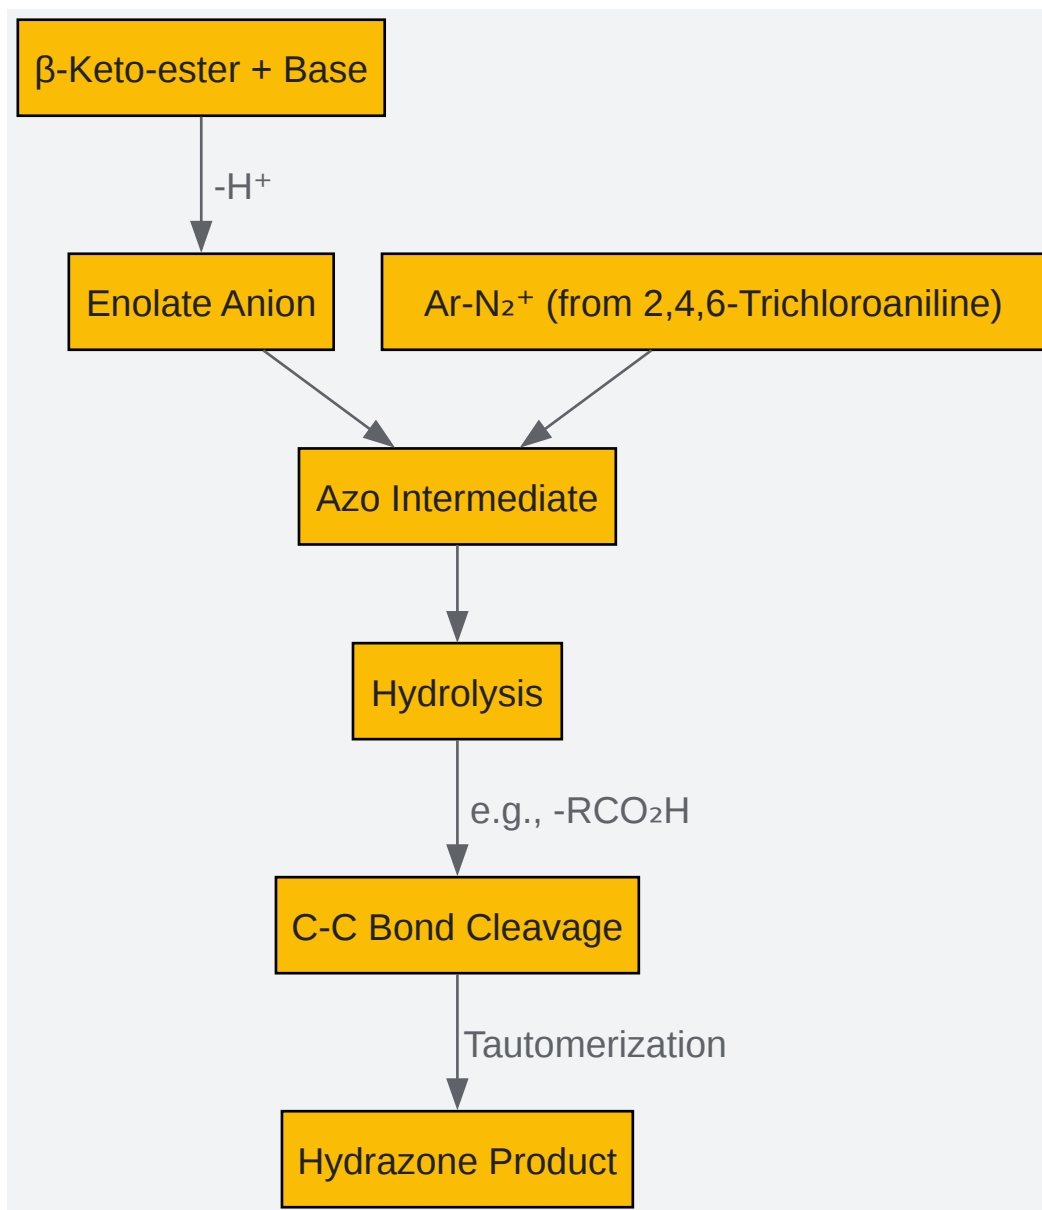 β-Keto-ester + Base
-H⁺
Enolate Anion
Ar-N₂⁺ (from 2,4,6-Trichloroaniline)
Azo Intermediate
Hydrolysis
e.g., -RCO₂H
C-C Bond Cleavage
Tautomerization
Hydrazone Product